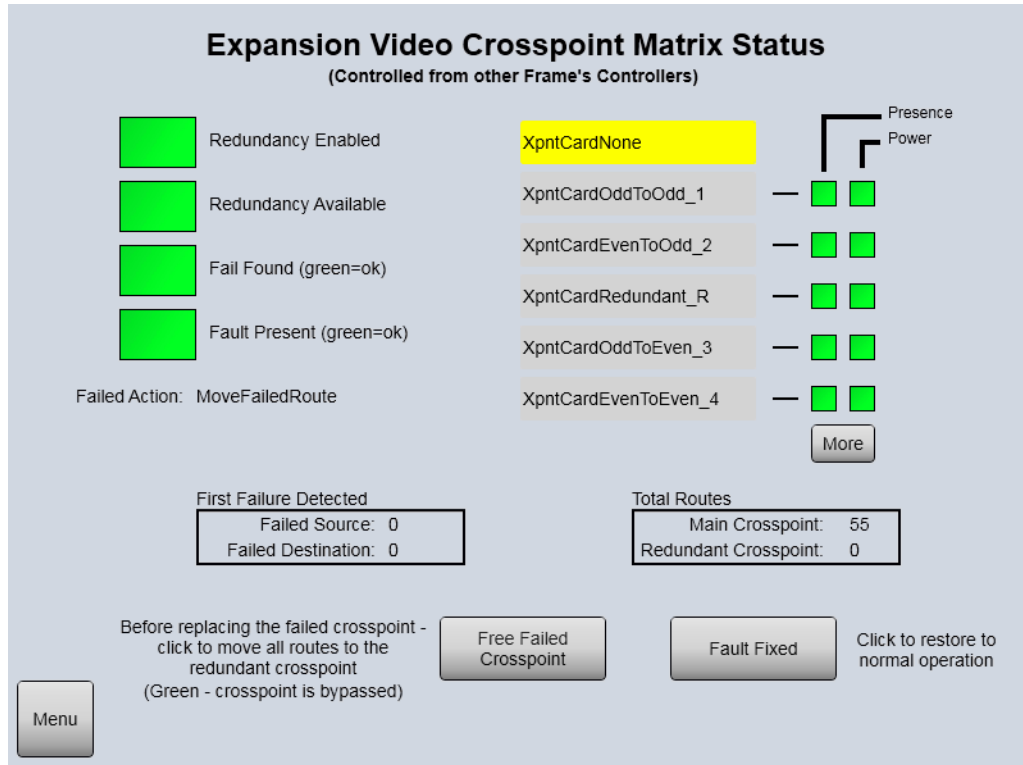 Expansion Video Crosspoint Matrix Status
(Controlled from other Frame's Controllers)
Redundancy Enabled
Redundancy Available
Fail Found (green=ok)
Fault Present (green=ok)
Failed Action: MoveFailedRoute
Presence
Power
XpntCardNone
XpntCardOddToOdd_1
XpntCardEvenToOdd_2
XpntCardRedundant_R
XpntCardOddToEven_3
XpntCardEvenToEven_4
More
First Failure Detected
Failed Source: 0
Failed Destination: 0
Total Routes
Main Crosspoint: 55
Redundant Crosspoint: 0
Before replacing the failed crosspoint -
click to move all routes to the
redundant crosspoint
(Green - crosspoint is bypassed)
Free Failed
Crosspoint
Fault Fixed
Click to restore to
normal operation
Menu